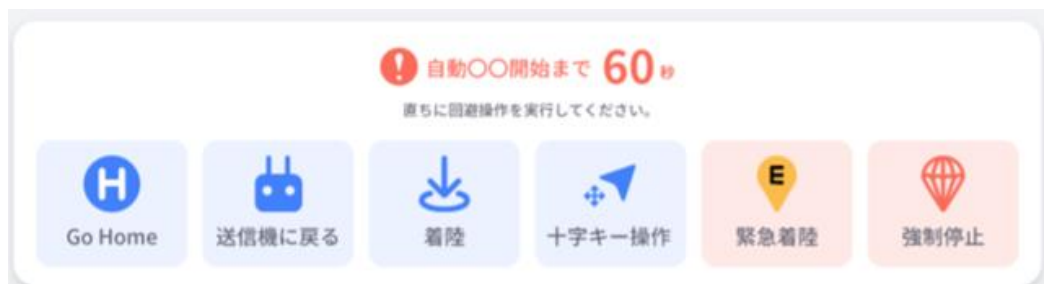 自動〇〇開始まで 60 秒
直ちに回避操作を実行してください。
H
E
Go Home
送信機に戻る
着陸
十字キー操作
緊急着陸
強制停止